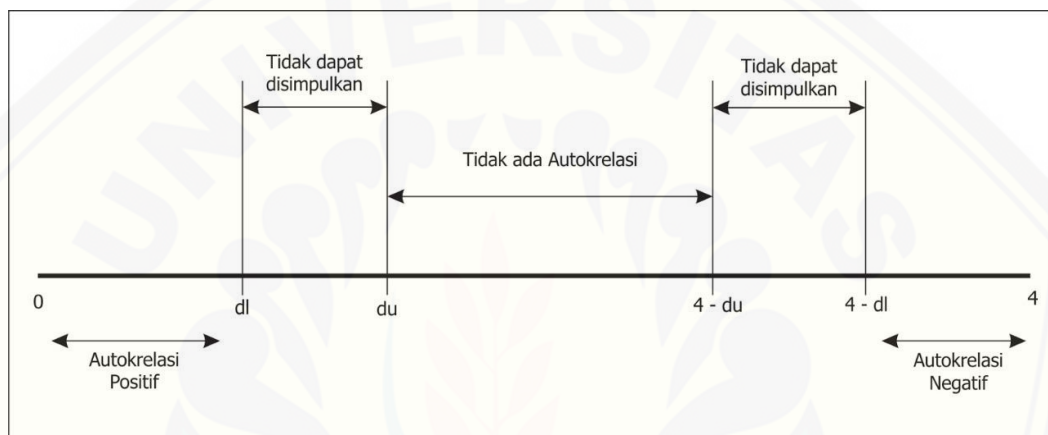 UNIVERSITAS
Tidak dapat
disimpulkan
Tidak dapat
disimpulkan
Tidak ada Autokrelasi
0
dl
du
4 - du
4 - dl
4
Autokrelasi
Positif
Autokrelasi
Negatif